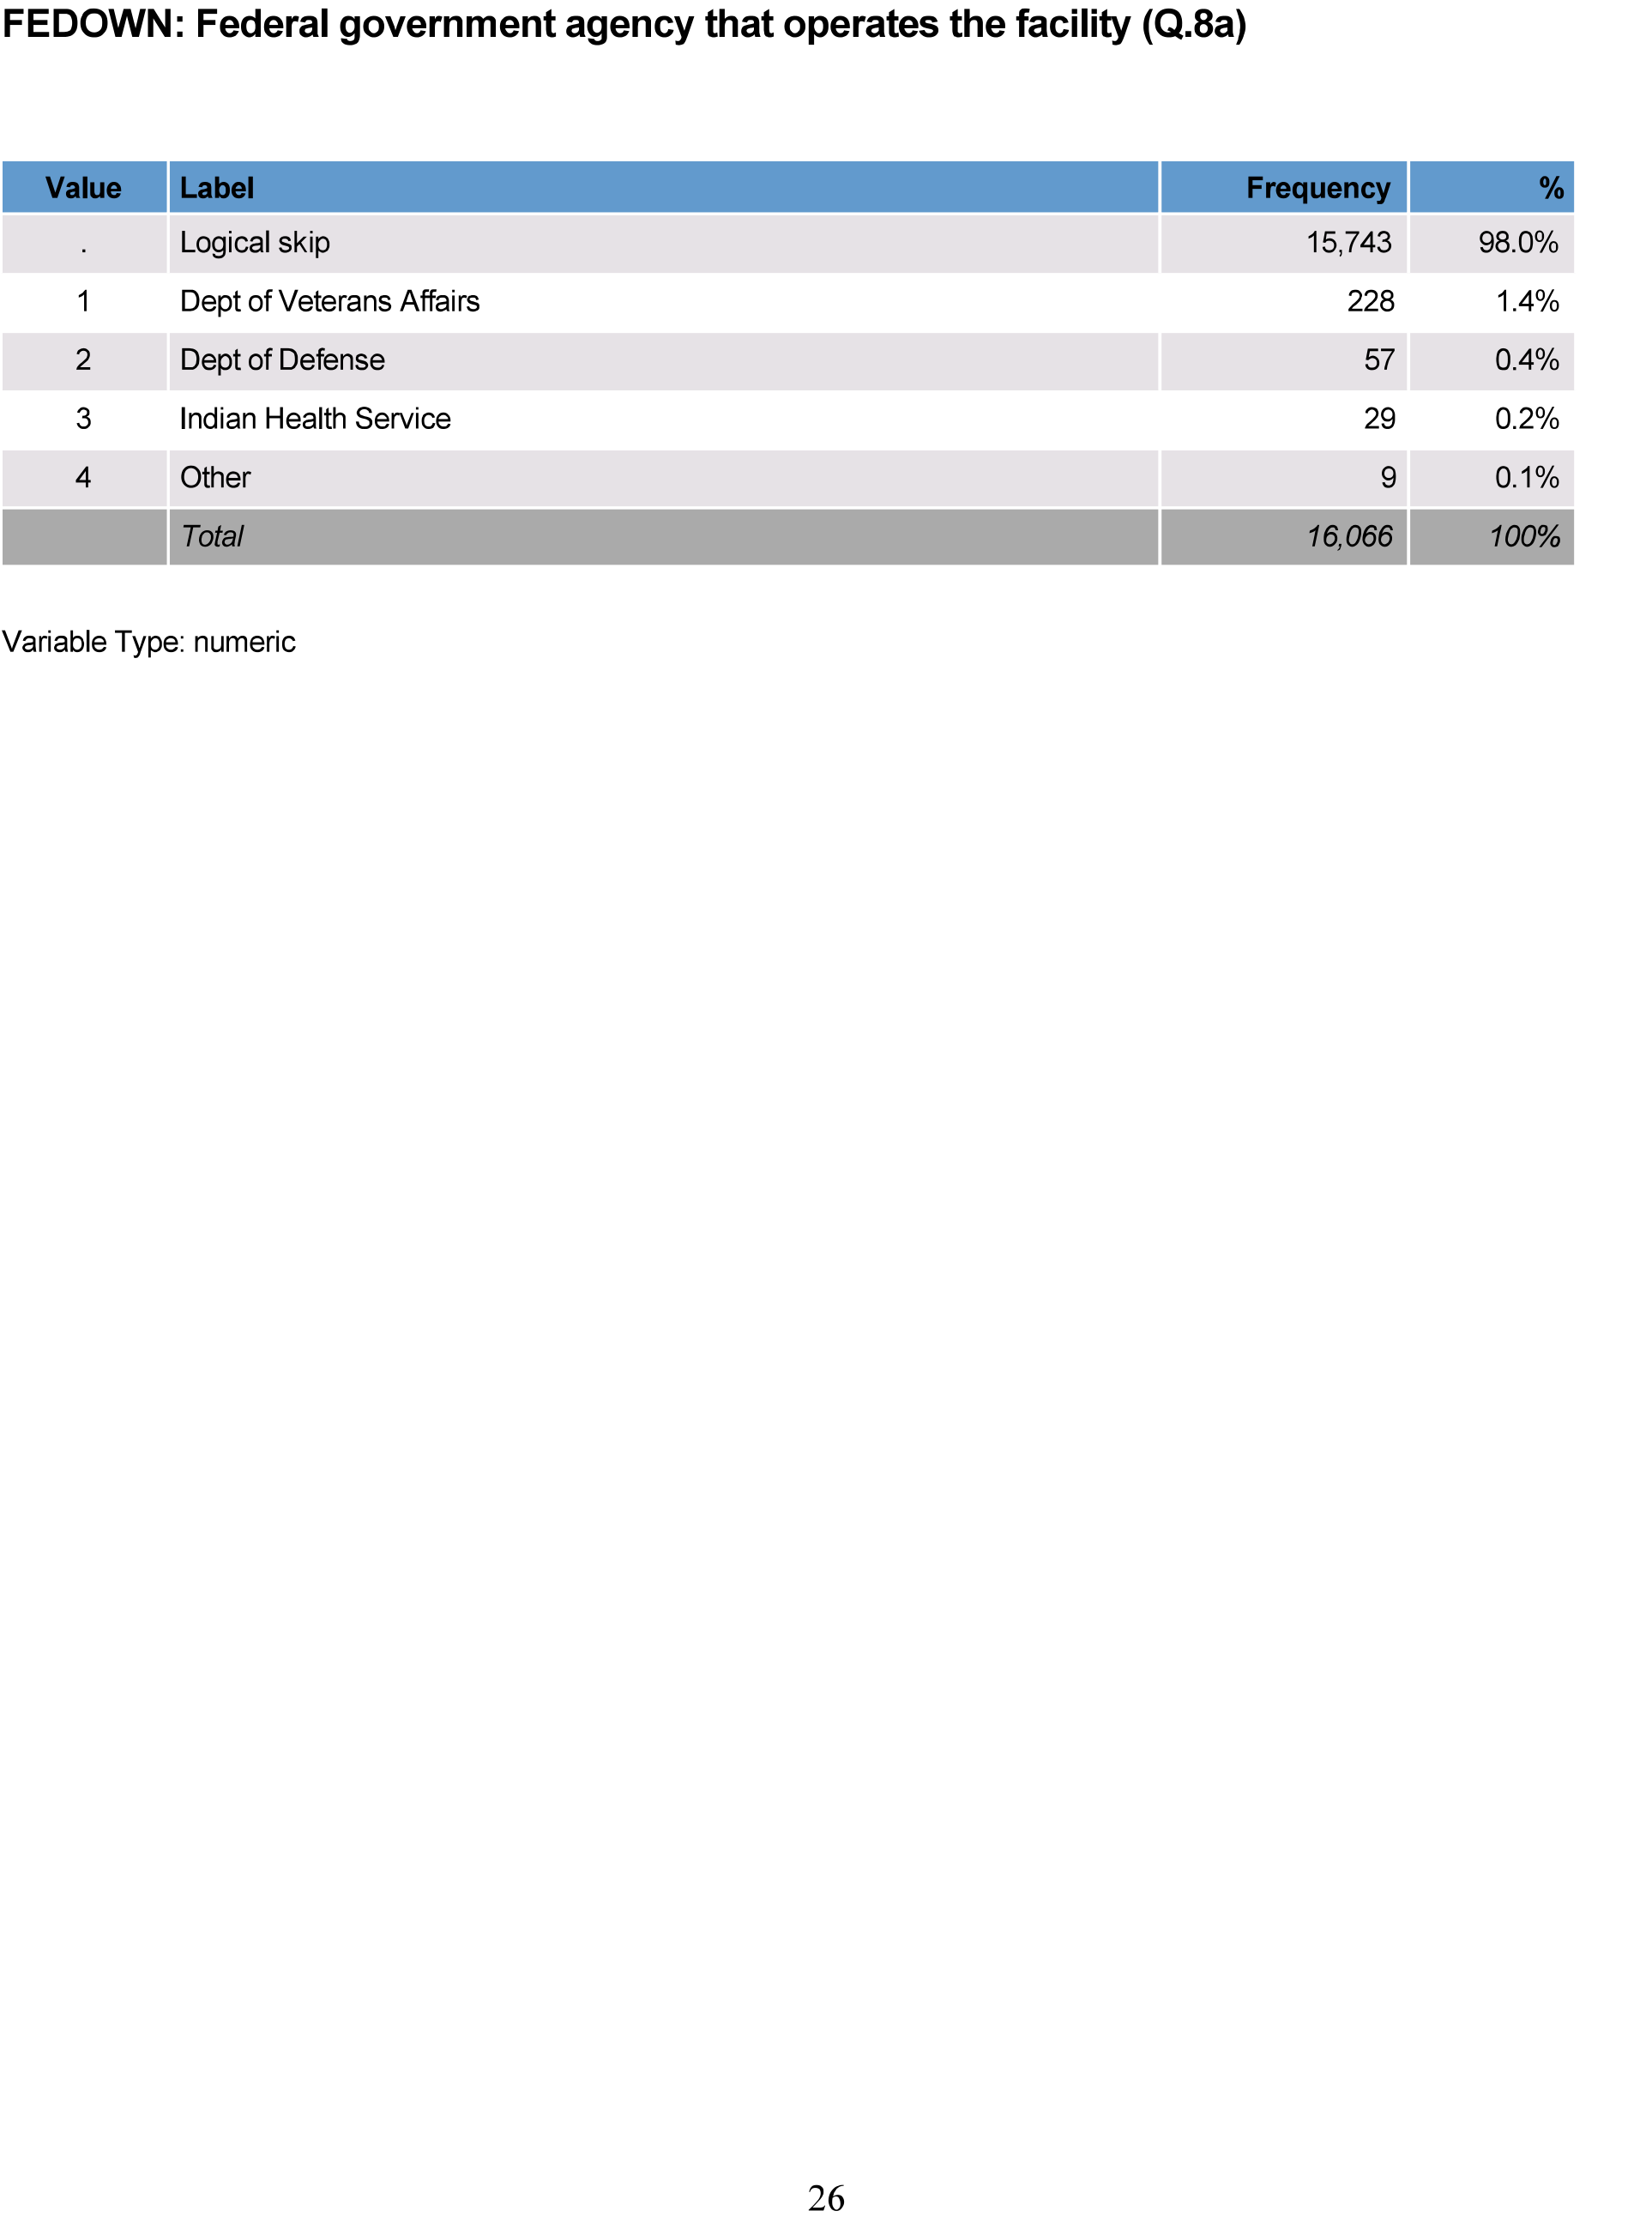 FEDOWN: Federal government agency that operates the facility (Q.8a)
Value Label Frequency %
. Logical skip 15,743 98.0%
1 Dept of Veterans Affairs 228 1.4%
2 Dept of Defense 57 0.4%
3 Indian Health Service 29 0.2%
4 Other 9 0.1%
Total 16,066 100%
Variable Type: numeric
26